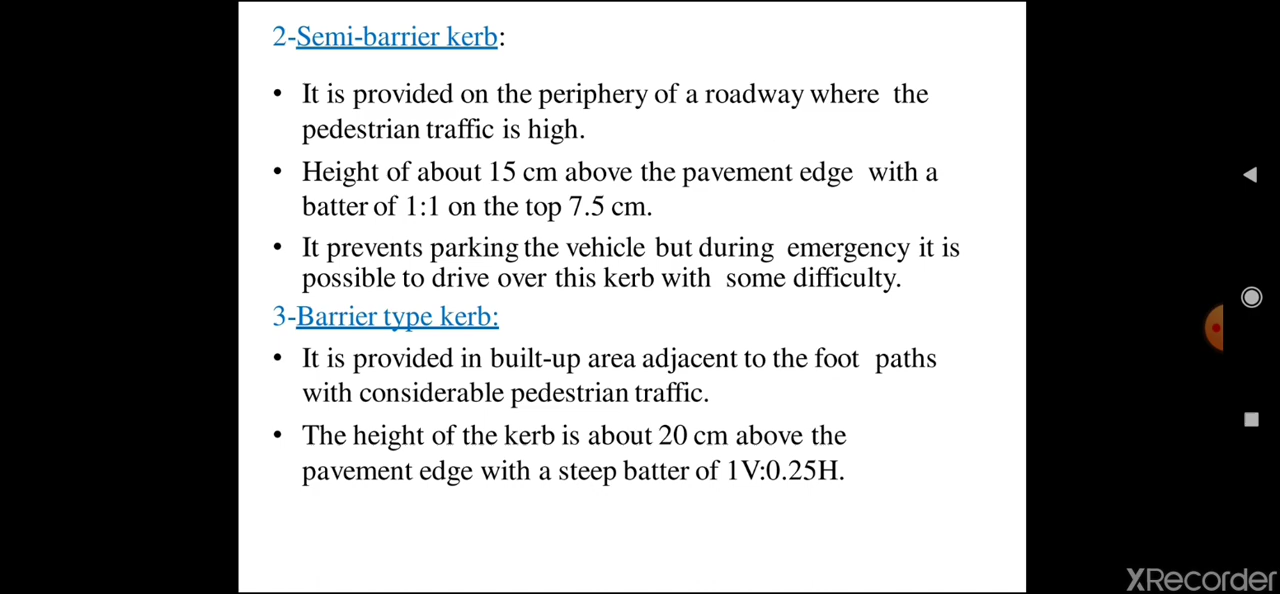 2-Semi-barrier kerb:
• It is provided on the periphery of a roadway where the
pedestrian traffic is high.
• Height of about 15 cm above the pavement edge with a
batter of 1:1 on the top 7.5 cm.
• It prevents parking the vehicle but during emergency it is
possible to drive over this kerb with some difficulty.
3-Barrier type kerb:
• It is provided in built-up area adjacent to the foot paths
with considerable pedestrian traffic.
• The height of the kerb is about 20 cm above the
pavement edge with a steep batter of 1V:0.25H.
XRecorder